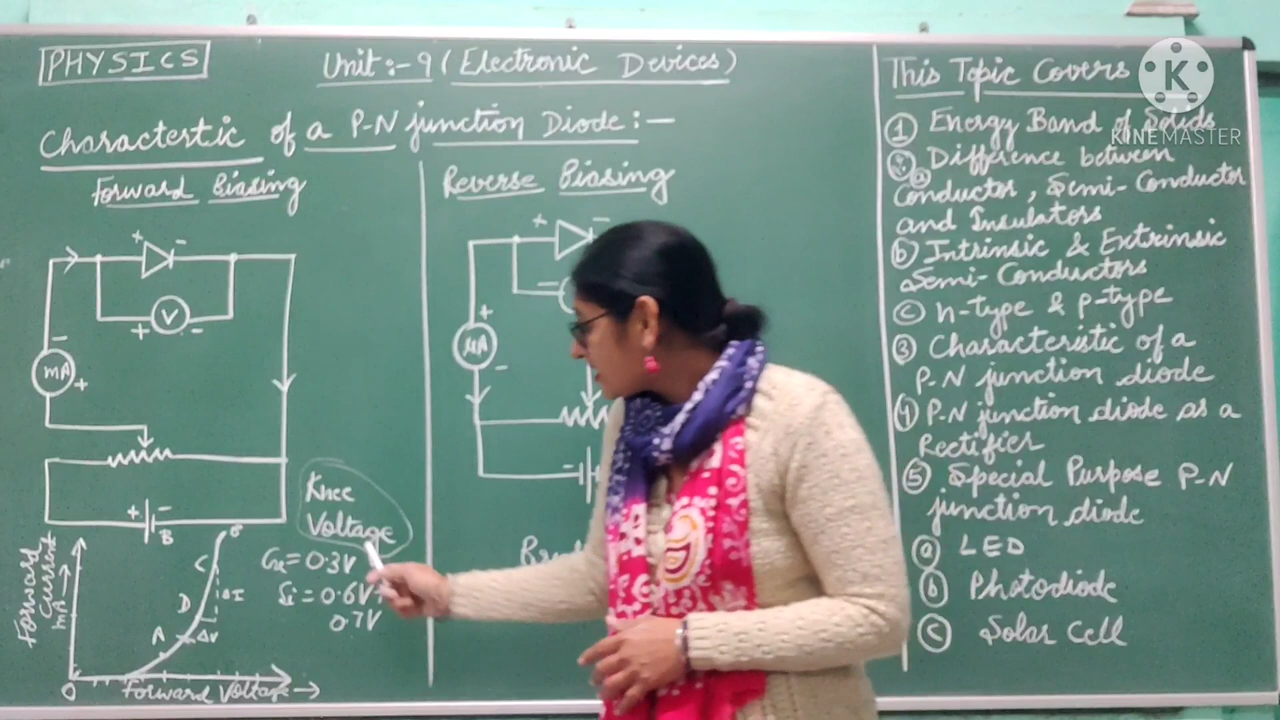 PHYSICS
Unit:- 9 (Electronic Devices)
Charactertic of a P-N junction Diode:-
Forward Biasing
+ -
V
+ -
-
mA
+
+ -
B
Knee
Voltage
Ge = 0.3V
Si = 0.6V
0.7V
Forward
Current
mA →
C
D
ΔI
A
ΔV
O
Forward Voltage →
Reverse Biasing
+ -
-
+
μA
-
-
This Topic Covers
① Energy Band of Solids
② ⓐ Difference between
Conductor, Semi-Conductor
and Insulators
ⓑ Intrinsic & Extrinsic
Semi-Conductors
ⓒ n-type & p-type
③ Characteristic of a
P-N junction diode
④ P-N junction diode as a
Rectifier
⑤ Special Purpose P-N
junction diode
ⓐ LED
ⓑ Photodiode
ⓒ Solar Cell
K
KINEMASTER